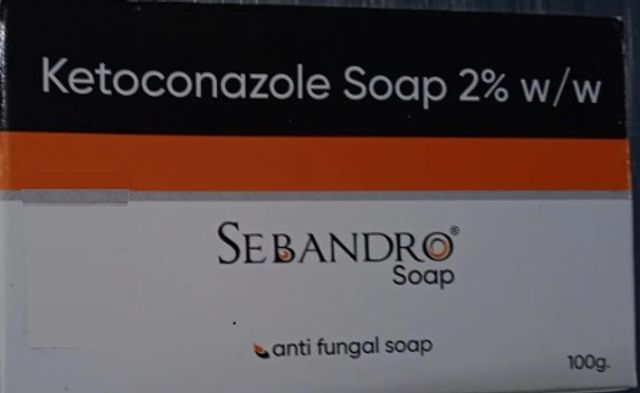 Ketoconazole Soap 2% w/w
SEBANDRO®
Soap
anti fungal soap
100g.